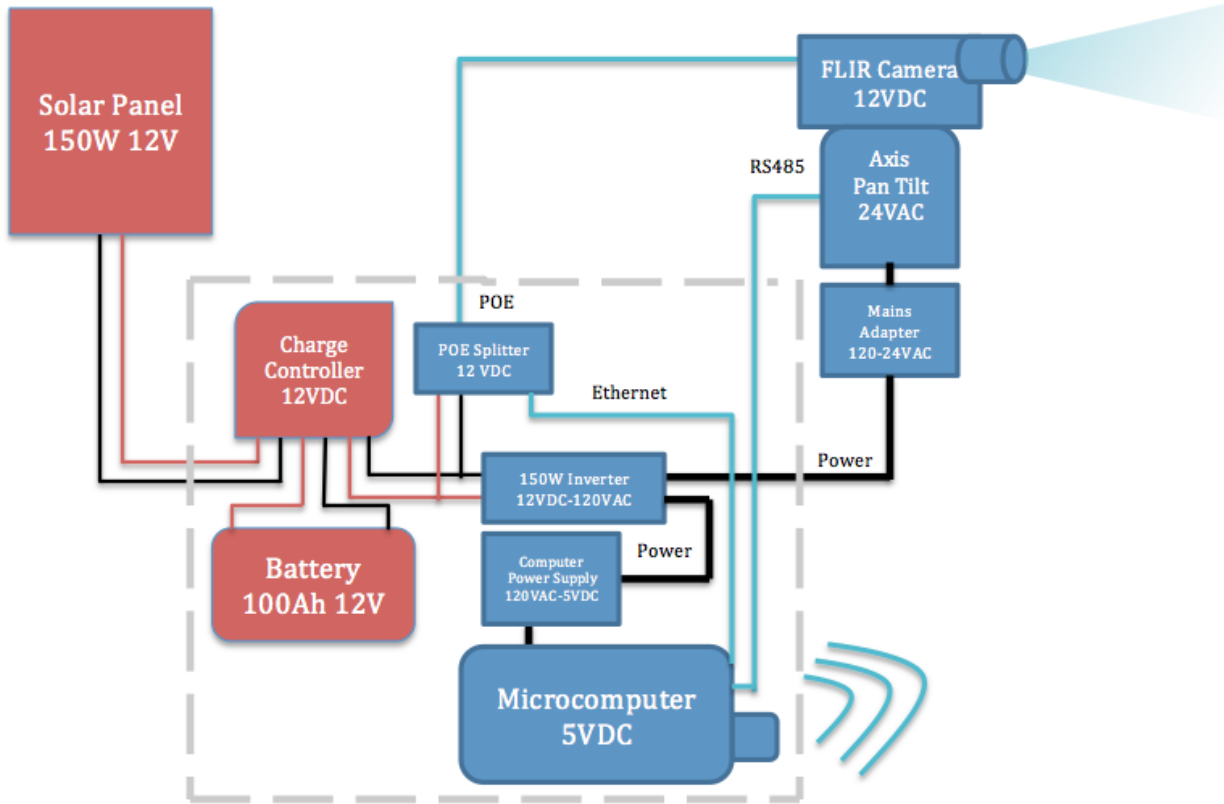 Solar Panel
150W 12V
FLIR Camera
12VDC
RS485
Axis
Pan Tilt
24VAC
Mains
Adapter
120-24VAC
POE
Charge
Controller
12VDC
POE Splitter
12 VDC
Ethernet
Power
150W Inverter
12VDC-120VAC
Power
Computer
Power Supply
120VAC-5VDC
Battery
100Ah 12V
Microcomputer
5VDC